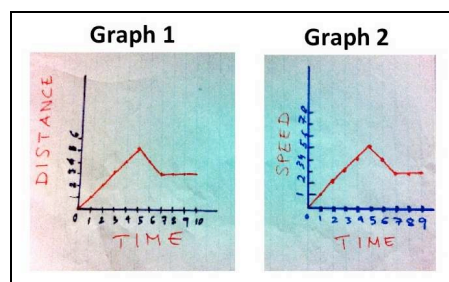 Graph 1
DISTANCE
1 2 3 4 5 6
0 1 2 3 4 5 6 7 8 9 10
TIME
Graph 2
SPEED
1 2 3 4 5 6 7 8
0 1 2 3 4 5 6 7 8 9
TIME